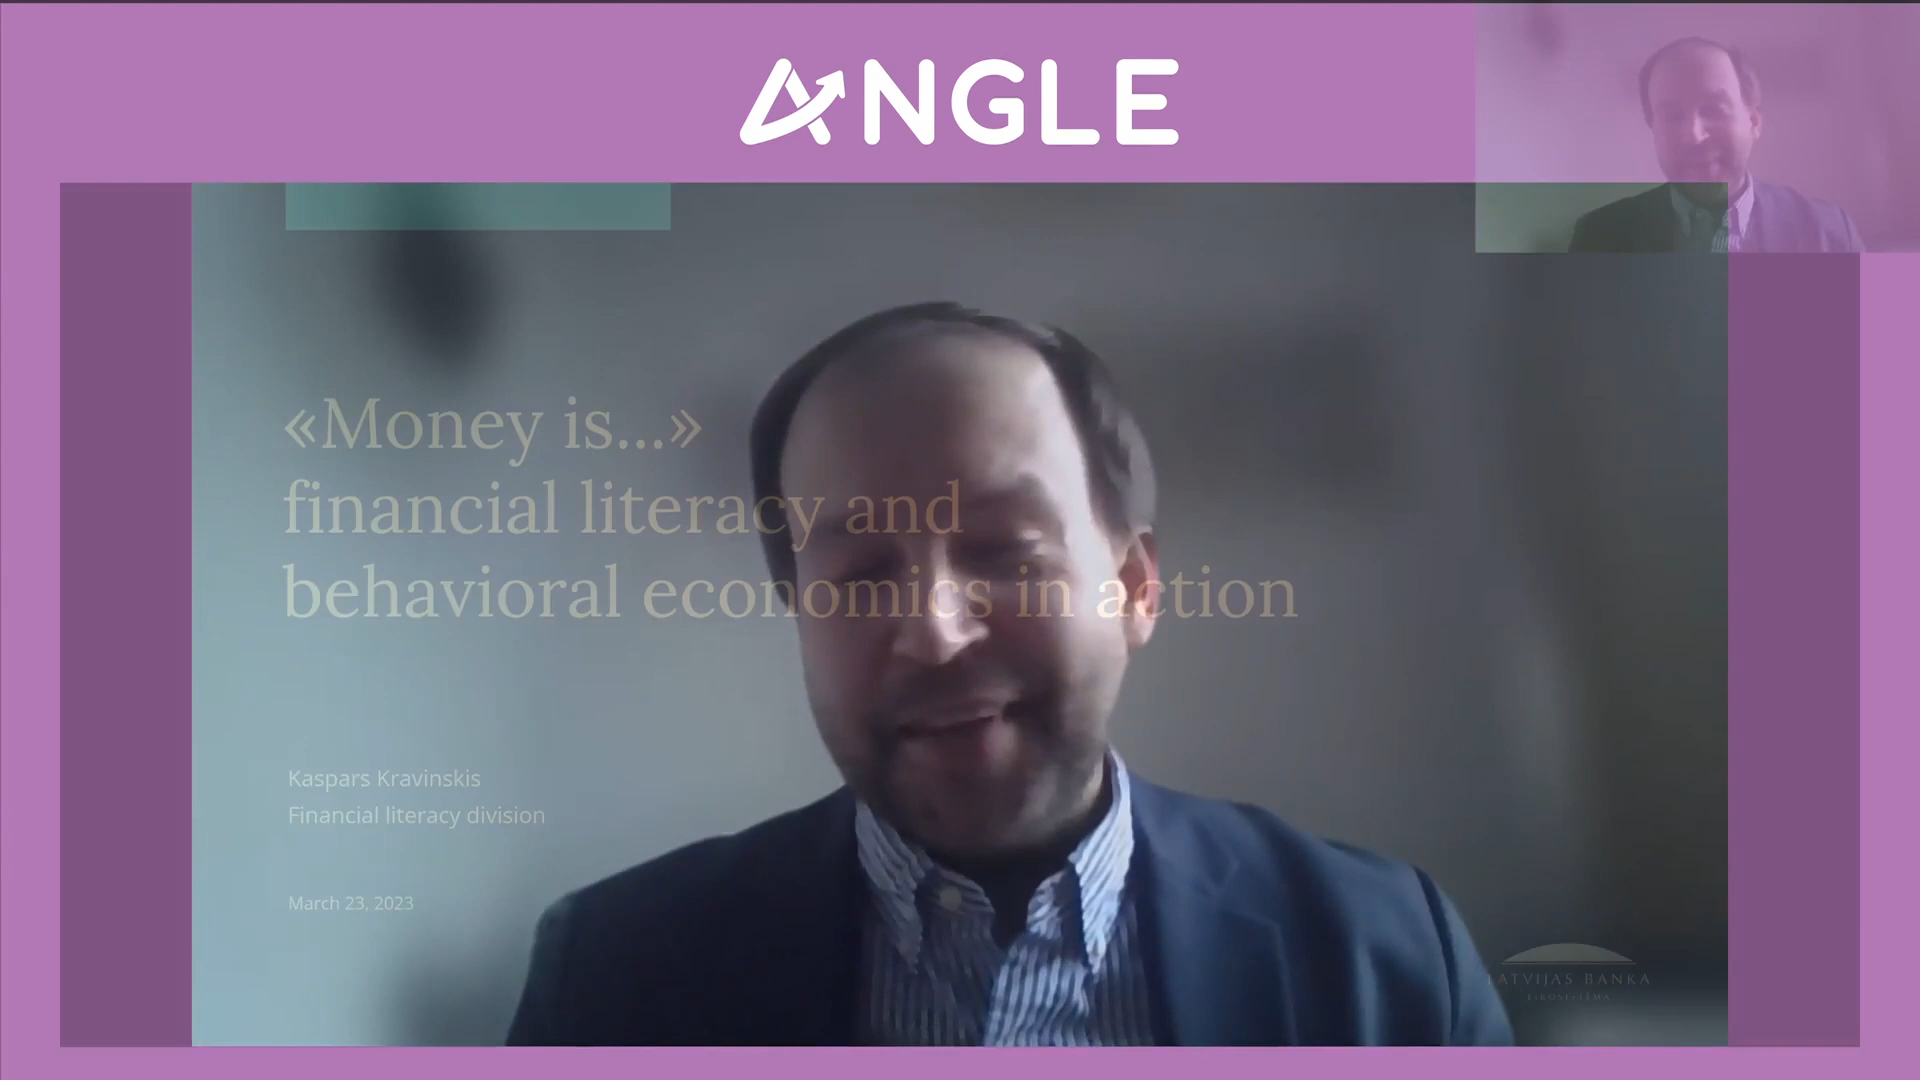 ANGLE
«Money is...»
financial literacy and
behavioral economics in action
Kaspars Kravinskis
Financial literacy division
March 23, 2023
LATVIJAS BANKA
EIROSISTĒMA